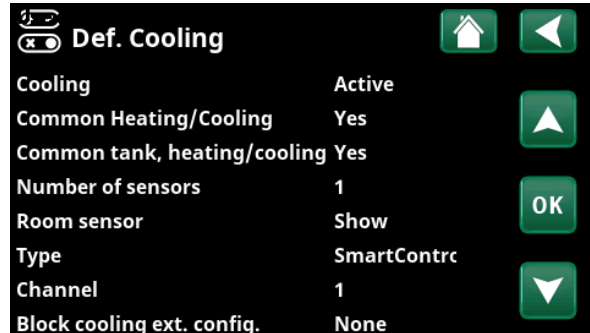 Def. Cooling
Cooling Active
Common Heating/Cooling Yes
Common tank, heating/cooling Yes
Number of sensors 1
Room sensor Show
OK
Type SmartContrc
Channel 1
Block cooling ext. config. None